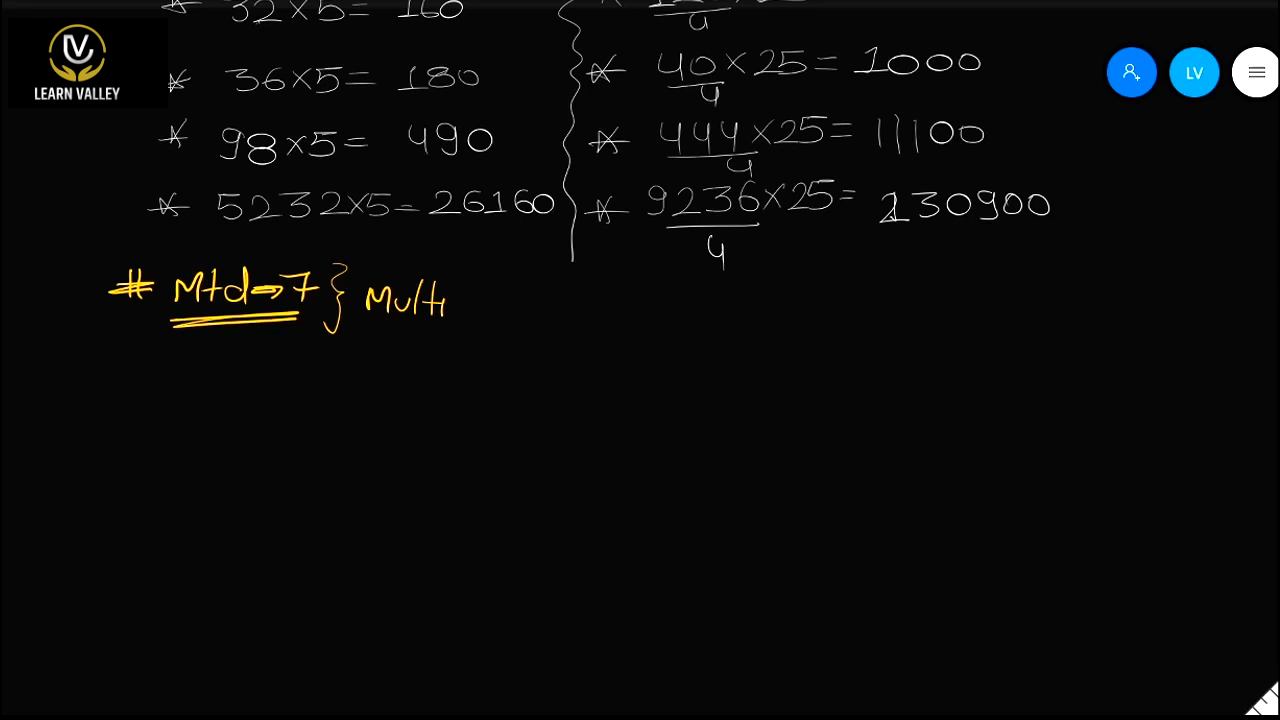 * 32×5= 160
* 36×5= 180
* 98×5= 490
* 5232×5=26160
4
* 40×25=1000
4
* 444×25=11100
4
* 9236×25= 230900
4
# Mtd→7 } Multi
LEARN VALLEY
LV